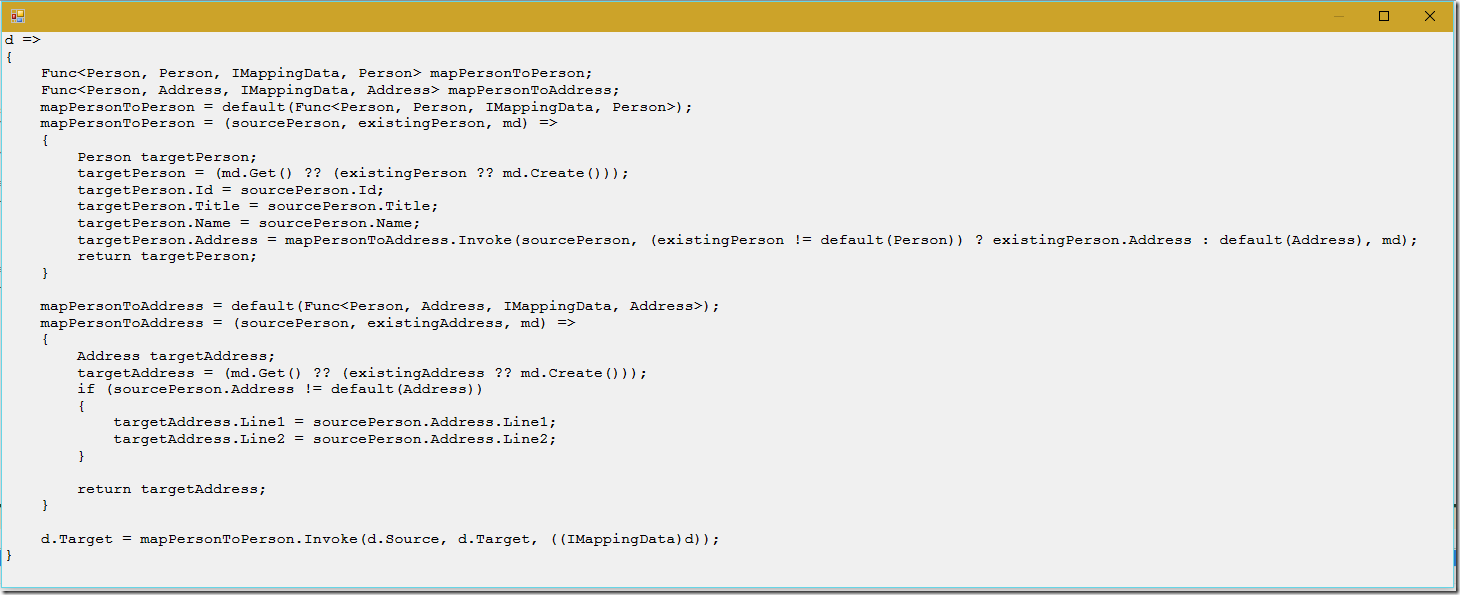 d =>
{
    Func<Person, Person, IMappingData, Person> mapPersonToPerson;
    Func<Person, Address, IMappingData, Address> mapPersonToAddress;
    mapPersonToPerson = default(Func<Person, Person, IMappingData, Person>);
    mapPersonToPerson = (sourcePerson, existingPerson, md) =>
    {
        Person targetPerson;
        targetPerson = (md.Get() ?? (existingPerson ?? md.Create()));
        targetPerson.Id = sourcePerson.Id;
        targetPerson.Title = sourcePerson.Title;
        targetPerson.Name = sourcePerson.Name;
        targetPerson.Address = mapPersonToAddress.Invoke(sourcePerson, (existingPerson != default(Person)) ? existingPerson.Address : default(Address), md);
        return targetPerson;
    }

    mapPersonToAddress = default(Func<Person, Address, IMappingData, Address>);
    mapPersonToAddress = (sourcePerson, existingAddress, md) =>
    {
        Address targetAddress;
        targetAddress = (md.Get() ?? (existingAddress ?? md.Create()));
        if (sourcePerson.Address != default(Address))
        {
            targetAddress.Line1 = sourcePerson.Address.Line1;
            targetAddress.Line2 = sourcePerson.Address.Line2;
        }

        return targetAddress;
    }

    d.Target = mapPersonToPerson.Invoke(d.Source, d.Target, ((IMappingData)d));
}